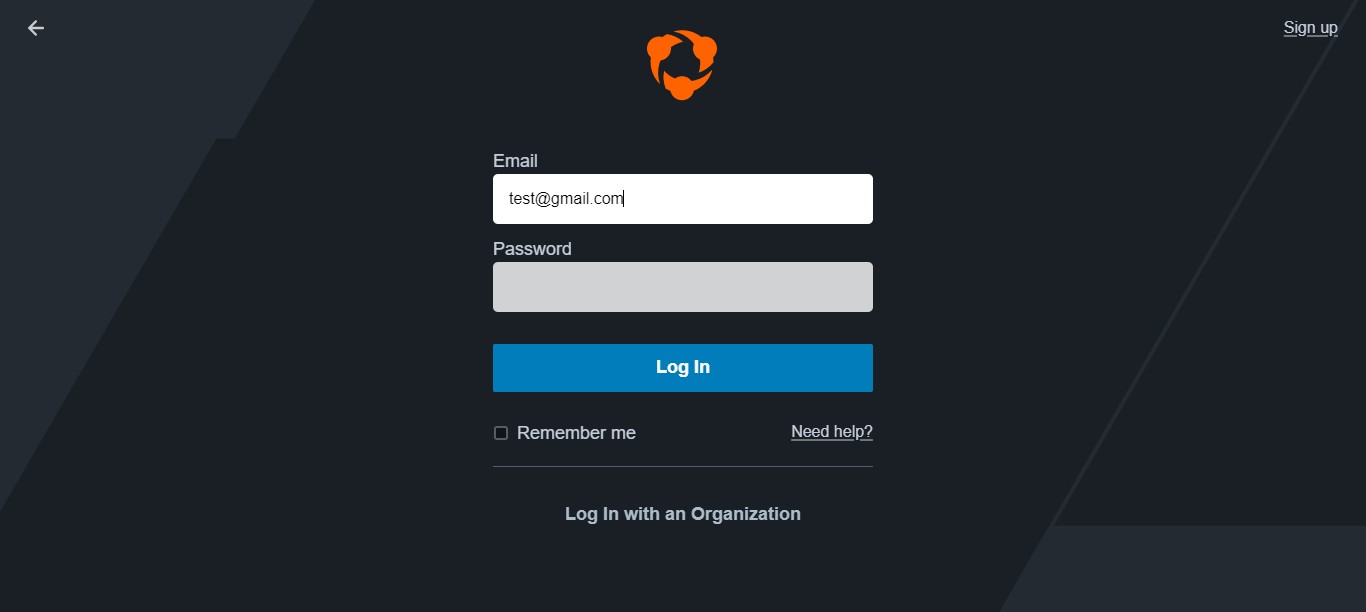 Sign up
Email
test@gmail.com
Password
Log In
Remember me
Need help?
Log In with an Organization